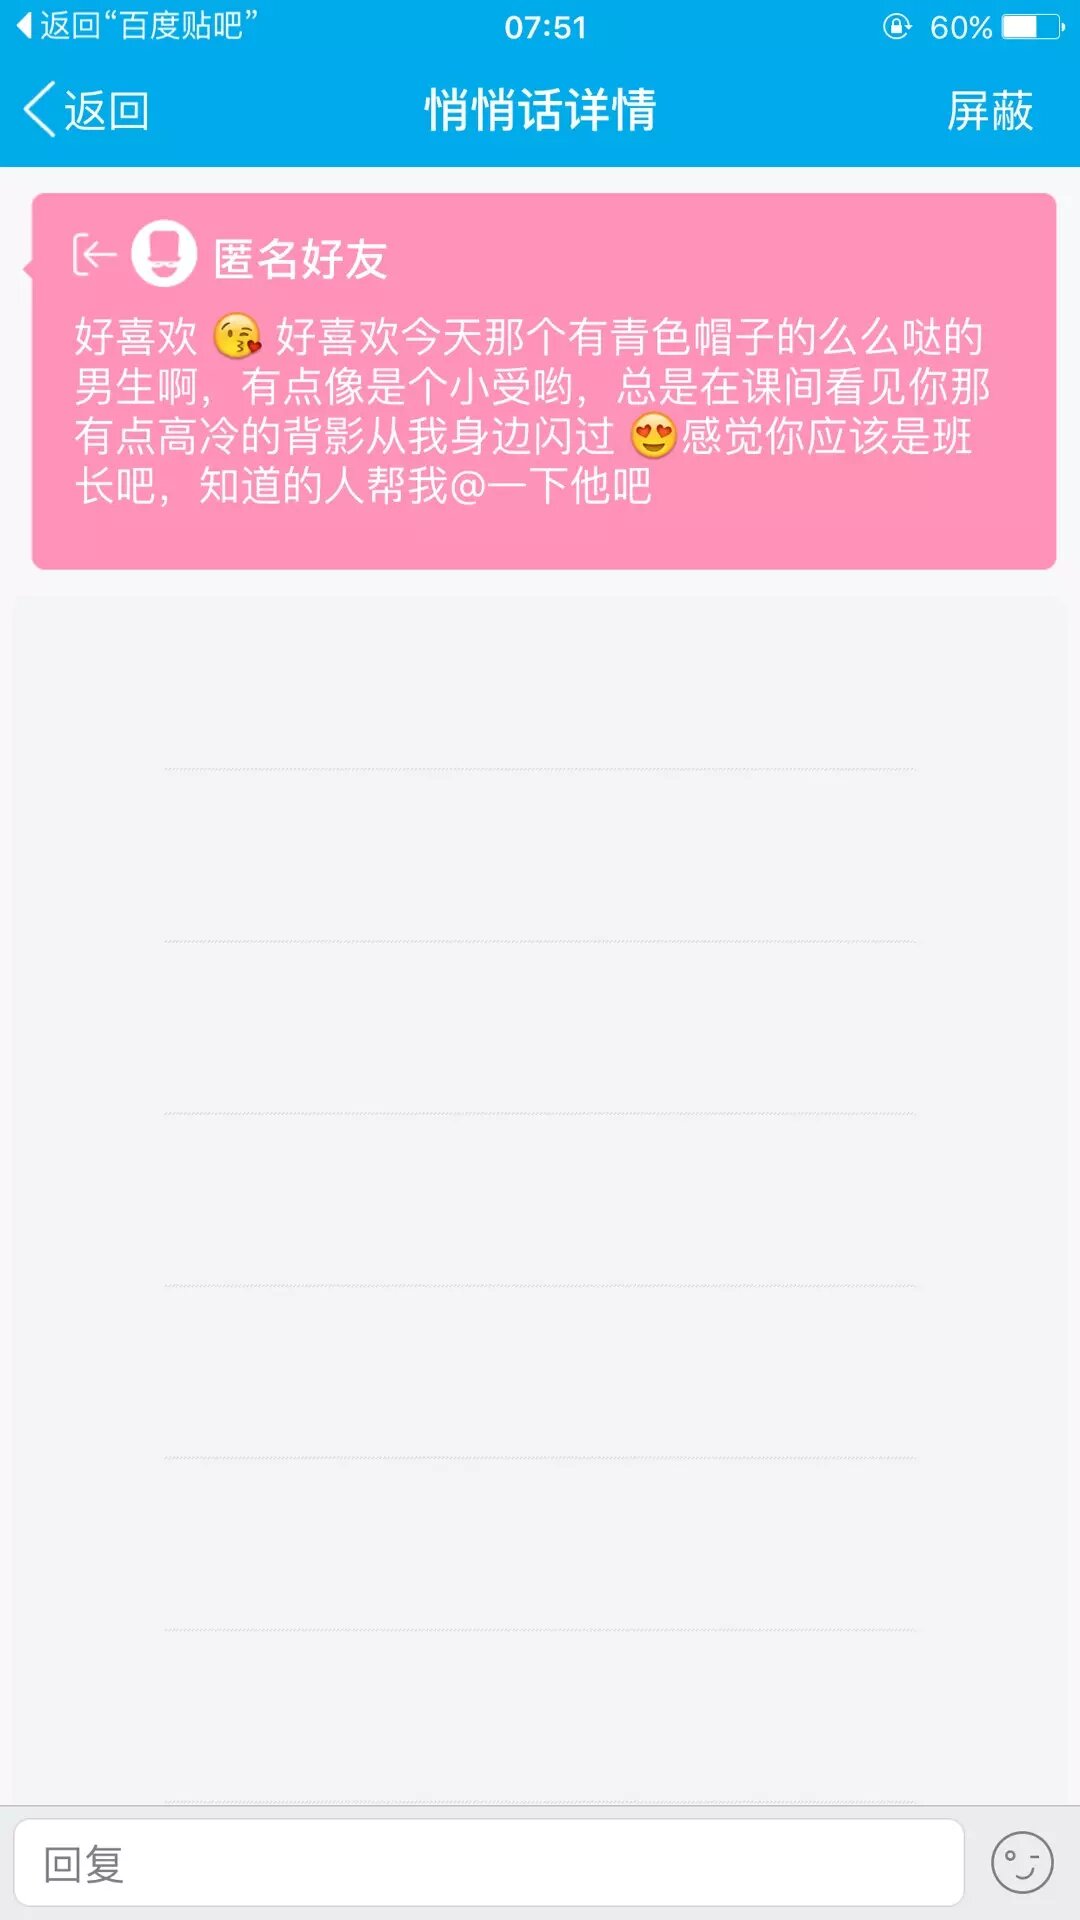 返回“百度贴吧”
07:51
60%
返回
悄悄话详情
屏蔽
匿名好友
好喜欢 😘 好喜欢今天那个有青色帽子的么么哒的
男生啊，有点像是个小受哟，总是在课间看见你那
有点高冷的背影从我身边闪过 😍感觉你应该是班
长吧，知道的人帮我@一下他吧
回复